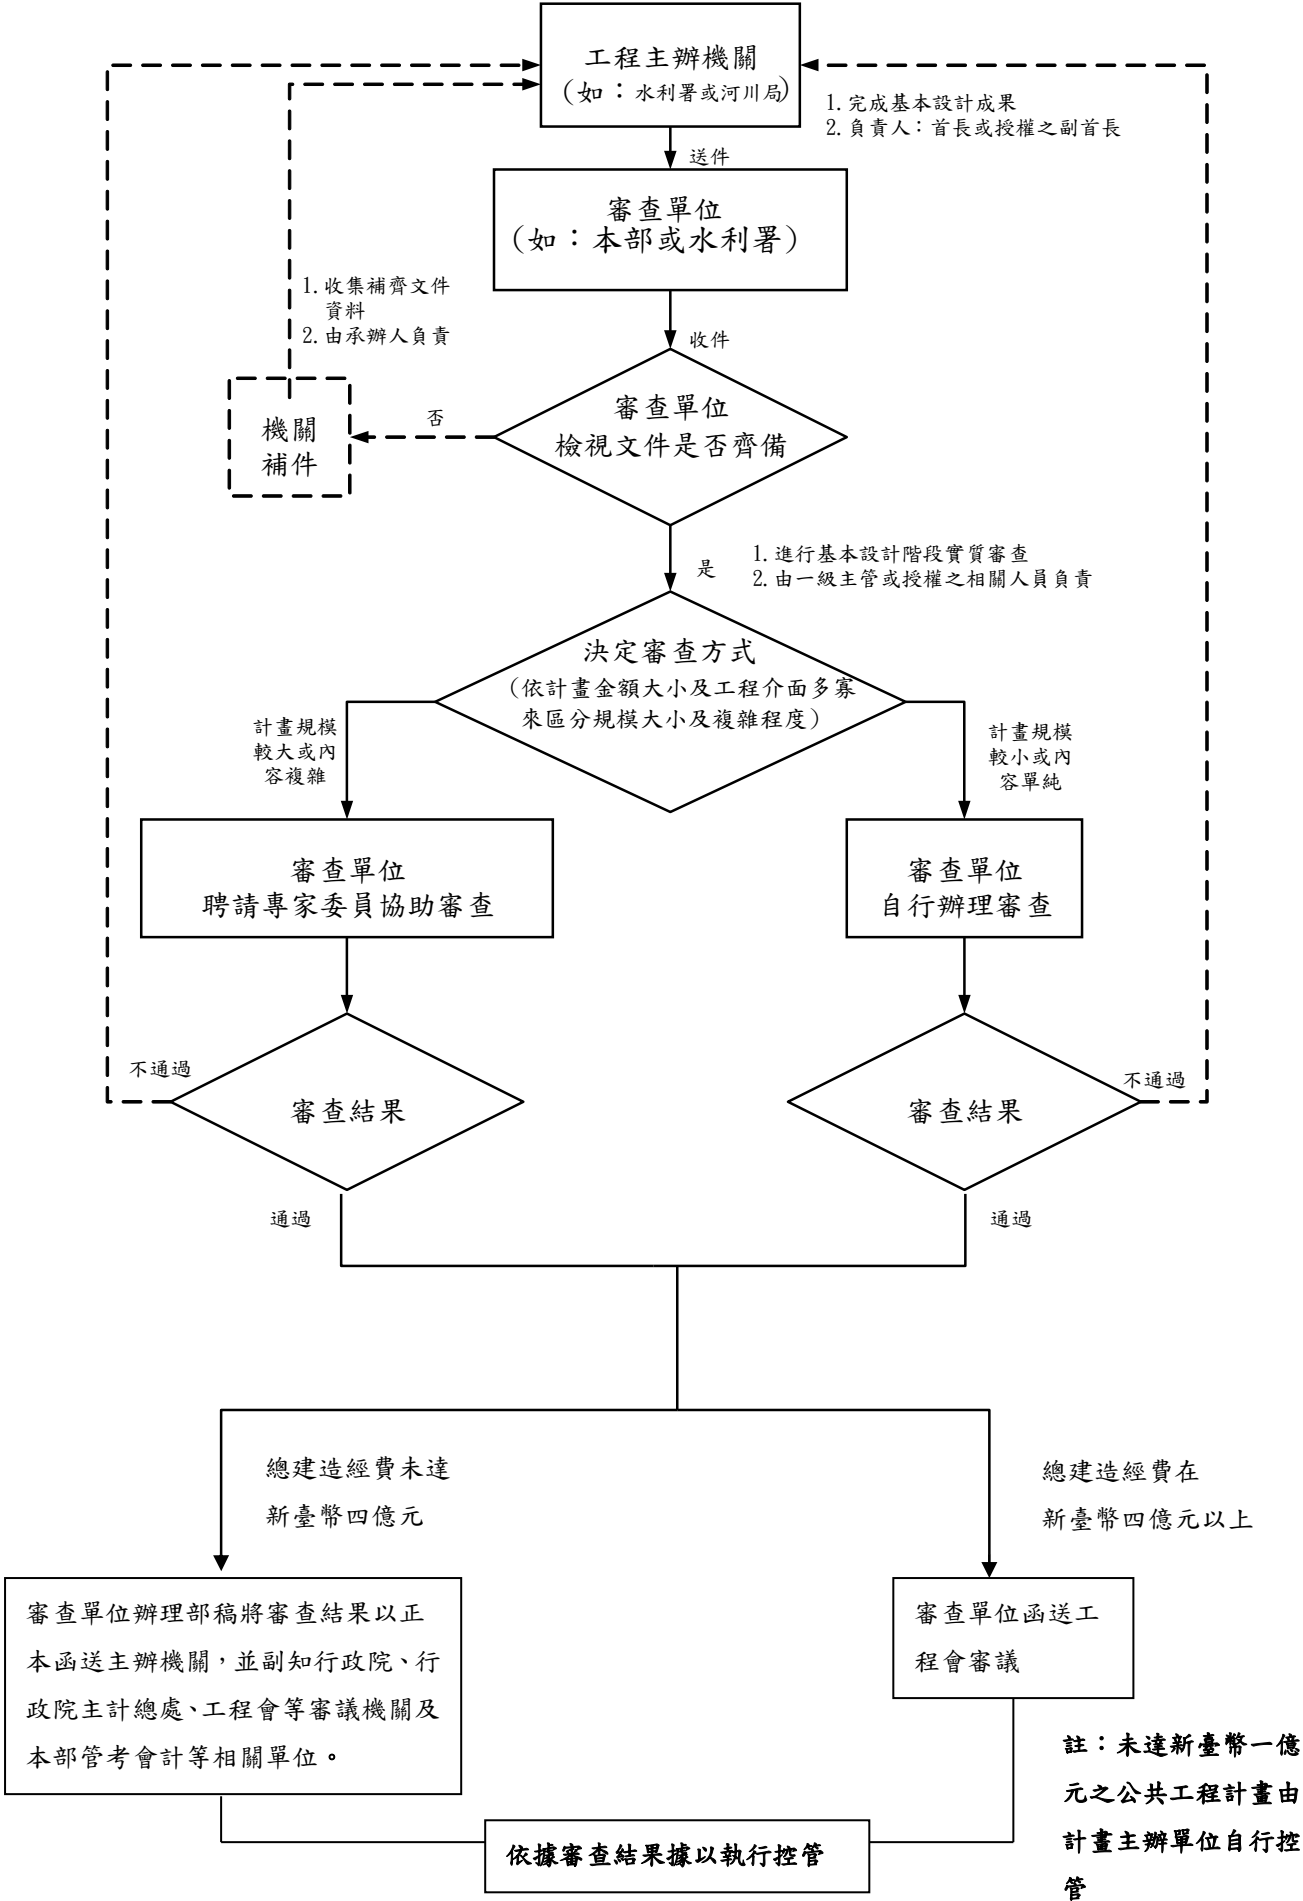 工程主辦機關
(如：水利署或河川局)
1.完成基本設計成果
2.負責人：首長或授權之副首長
送件
審查單位
(如：本部或水利署)
1.收集補齊文件
資料
2.由承辦人負責
收件
審查單位
檢視文件是否齊備
否
機關
補件
是
1.進行基本設計階段實質審查
2.由一級主管或授權之相關人員負責
決定審查方式
(依計畫金額大小及工程介面多寡
來區分規模大小及複雜程度)
計畫規模
較大或內
容複雜
計畫規模
較小或內
容單純
審查單位
聘請專家委員協助審查
審查單位
自行辦理審查
不通過
審查結果
不通過
審查結果
通過
通過
總建造經費未達
新臺幣四億元
總建造經費在
新臺幣四億元以上
審查單位辦理部稿將審查結果以正
本函送主辦機關，並副知行政院、行
政院主計總處、工程會等審議機關及
本部管考會計等相關單位。
審查單位函送工
程會審議
註：未達新臺幣一億
元之公共工程計畫由
計畫主辦單位自行控
管
依據審查結果據以執行控管